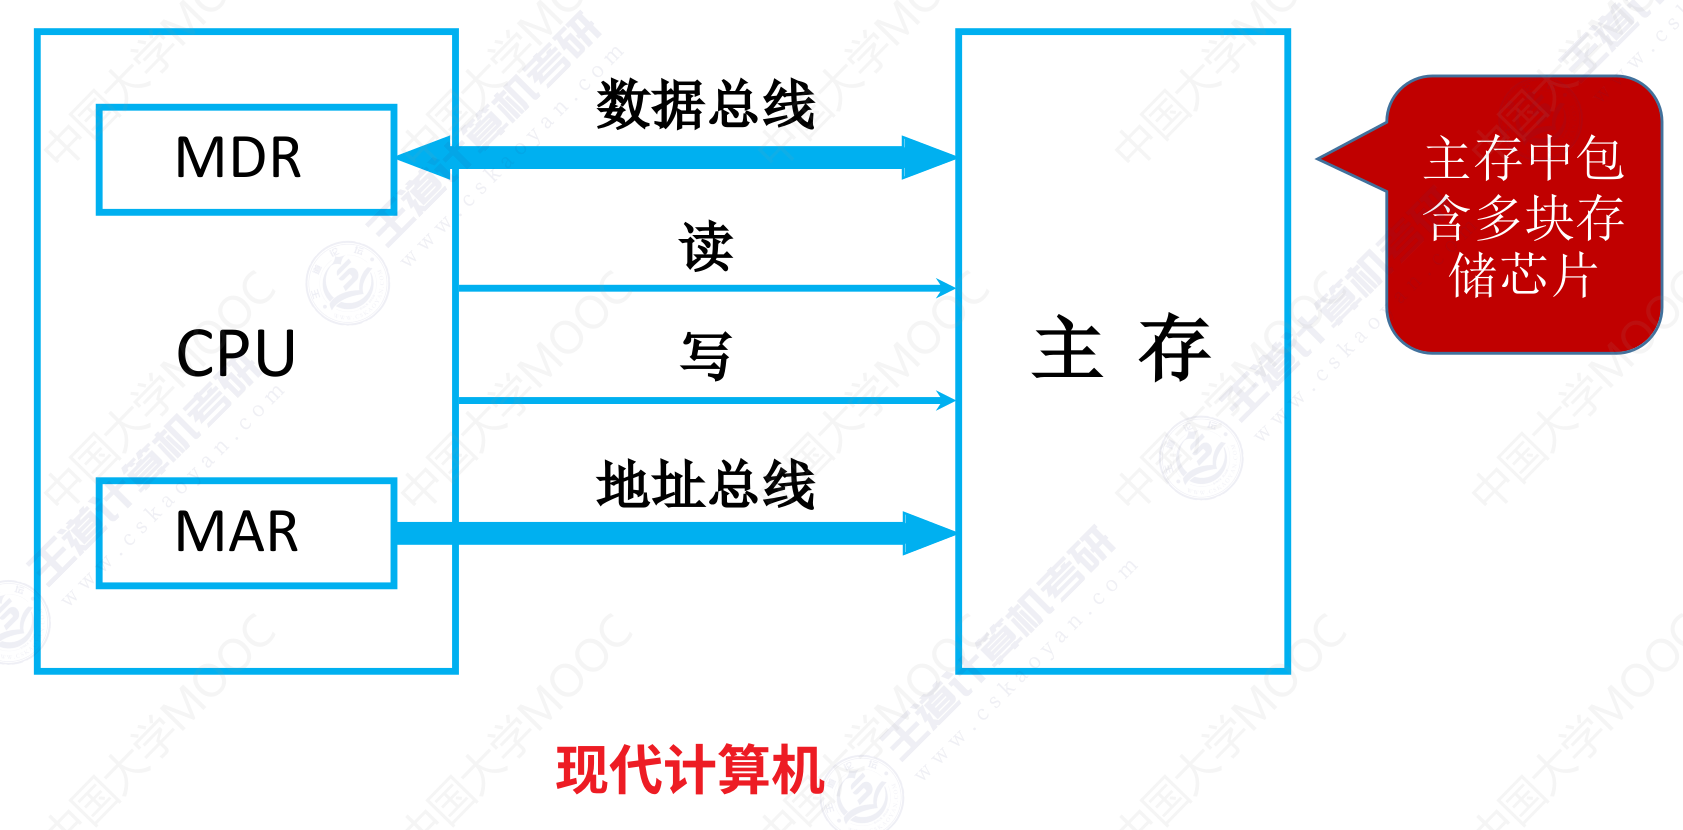 数据总线
MDR
读
CPU
写
主 存
地址总线
MAR
主存中包
含多块存
储芯片
现代计算机
中国大学MOOC
王道计算机考研
www.cskaoyan.com